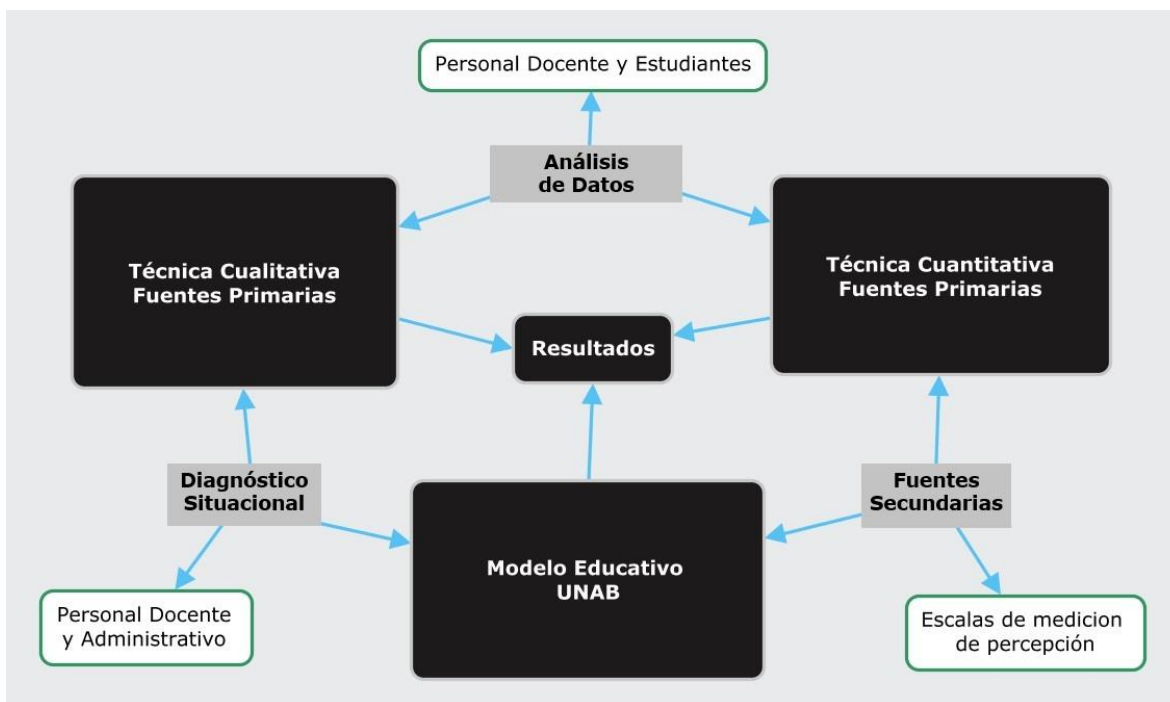 Personal Docente y Estudiantes
Análisis
de Datos
Técnica Cualitativa
Fuentes Primarias
Técnica Cuantitativa
Fuentes Primarias
Resultados
Diagnóstico
Situacional
Fuentes
Secundarias
Modelo Educativo
UNAB
Personal Docente
y Administrativo
Escalas de medicion
de percepción